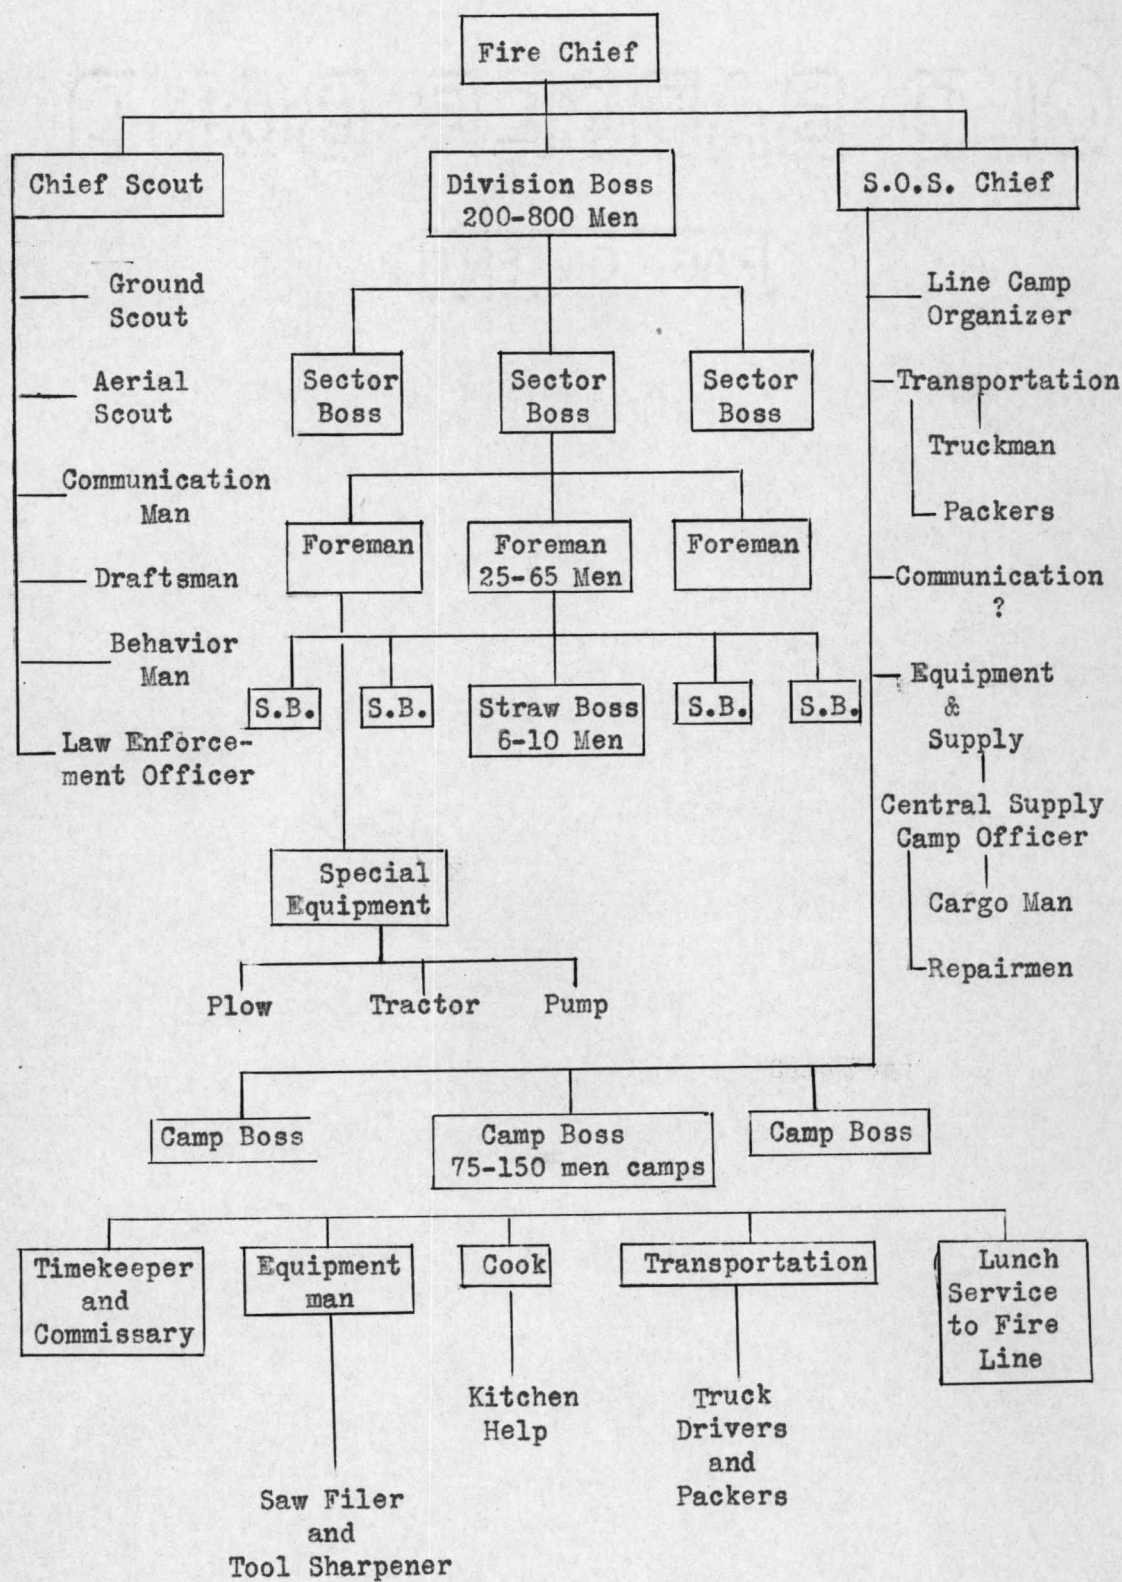 Fire Chief
Chief Scout
Division Boss
200-800 Men
S.O.S. Chief
Ground
Scout
Aerial
Scout
Communication
Man
Draftsman
Behavior
Man
Law Enforce-
ment Officer
Sector
Boss
Sector
Boss
Sector
Boss
Foreman
Foreman
25-65 Men
Foreman
S.B.
S.B.
Straw Boss
6-10 Men
S.B.
S.B.
Special
Equipment
Plow
Tractor
Pump
Line Camp
Organizer
Transportation
Truckman
Packers
Communication
?
Equipment
&
Supply
Central Supply
Camp Officer
Cargo Man
Repairmen
Camp Boss
Camp Boss
75-150 men camps
Camp Boss
Timekeeper
and
Commissary
Equipment
man
Cook
Transportation
Lunch
Service
to Fire
Line
Kitchen
Help
Truck
Drivers
and
Packers
Saw Filer
and
Tool Sharpener